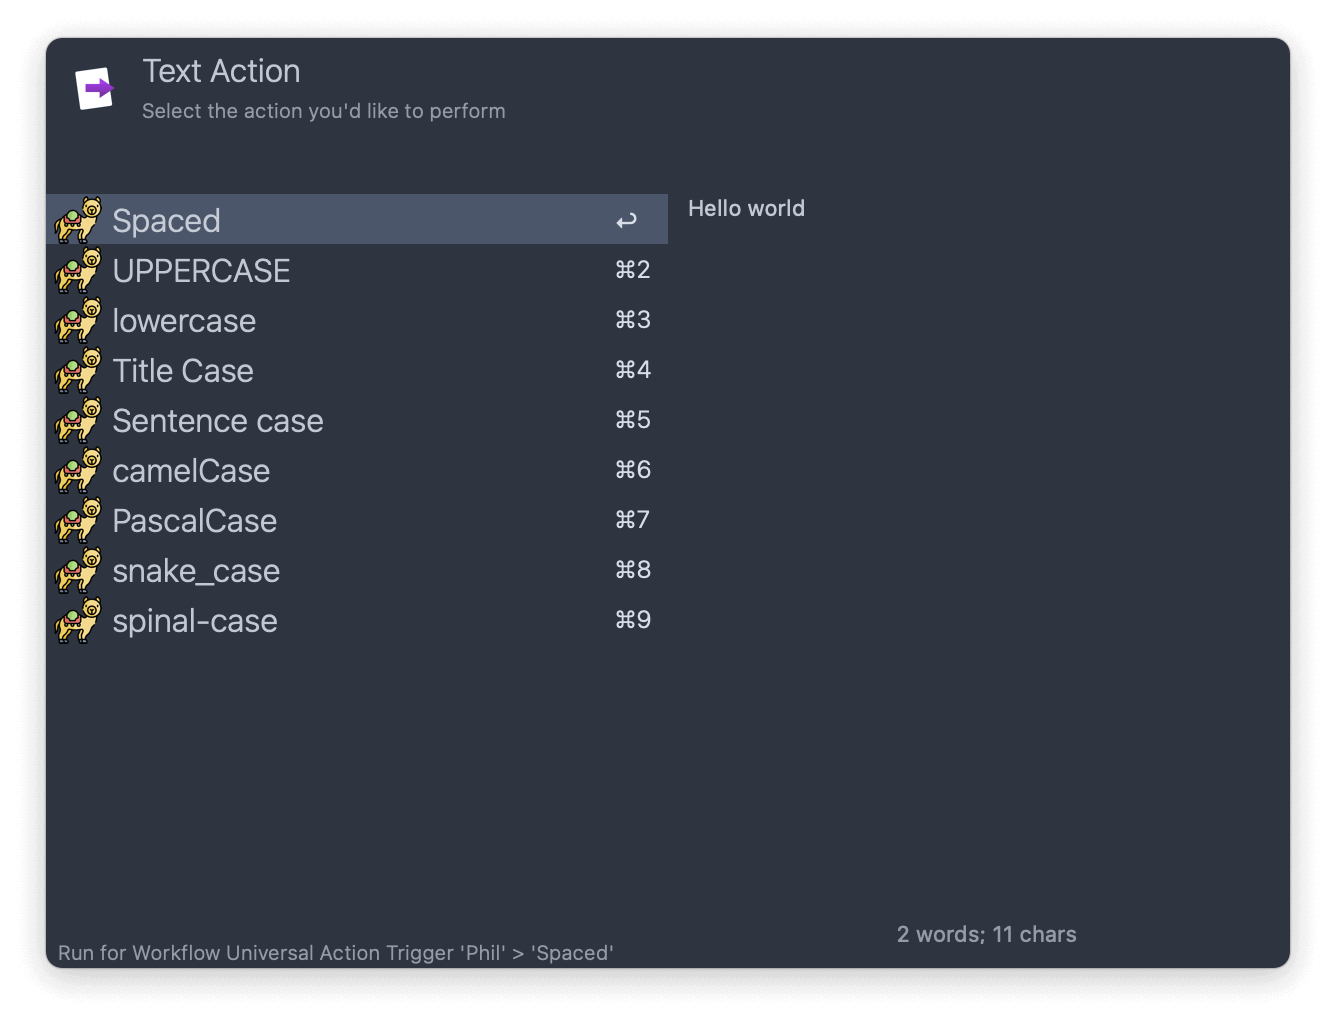 Text Action
Select the action you'd like to perform
Spaced ↩
UPPERCASE ⌘2
lowercase ⌘3
Title Case ⌘4
Sentence case ⌘5
camelCase ⌘6
PascalCase ⌘7
snake_case ⌘8
spinal-case ⌘9
Hello world
2 words; 11 chars
Run for Workflow Universal Action Trigger 'Phil' > 'Spaced'